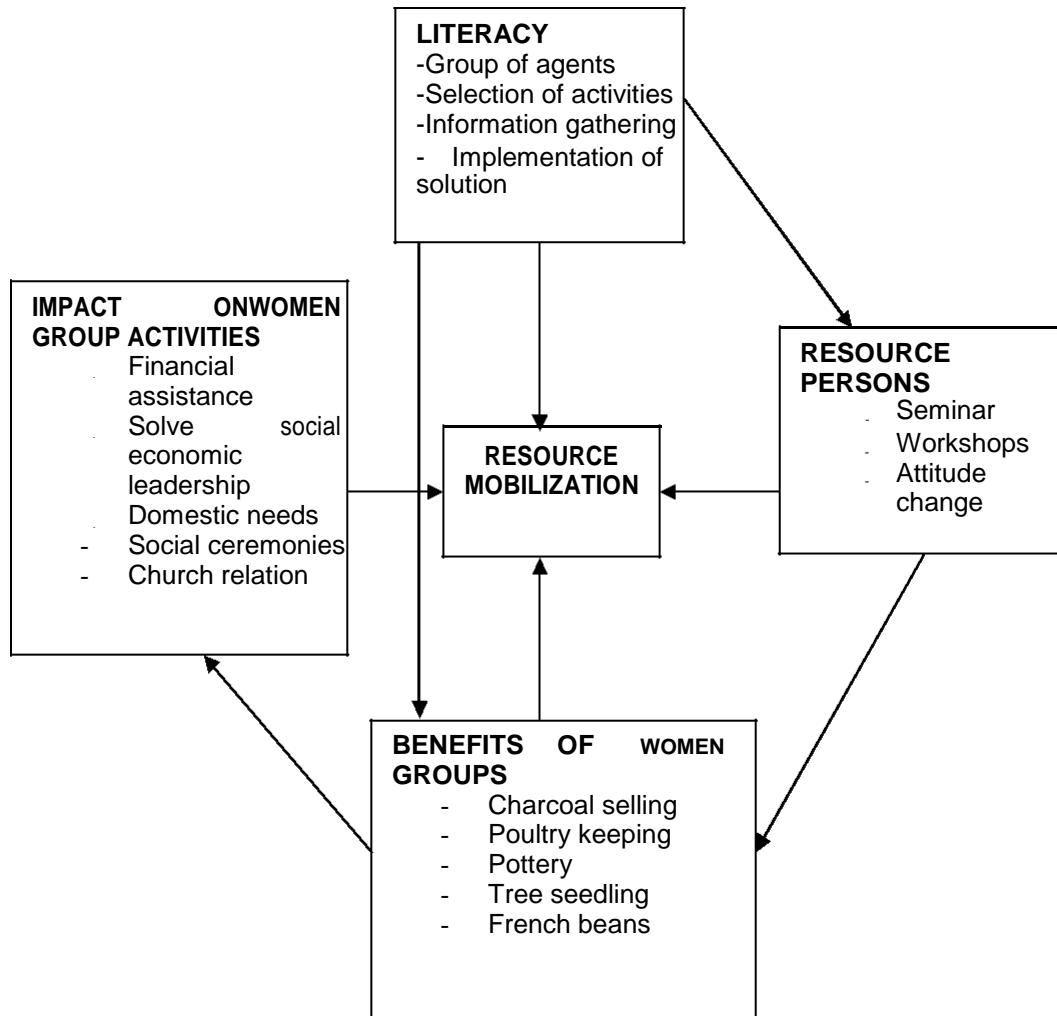 LITERACY
-Group of agents
-Selection of activities
-Information gathering
- Implementation of
solution
IMPACT ONWOMEN
GROUP ACTIVITIES
- Financial
assistance
- Solve social
economic
leadership
- Domestic needs
- Social ceremonies
- Church relation
RESOURCE
MOBILIZATION
RESOURCE
PERSONS
- Seminar
- Workshops
- Attitude
change
BENEFITS OF WOMEN
GROUPS
- Charcoal selling
- Poultry keeping
- Pottery
- Tree seedling
- French beans